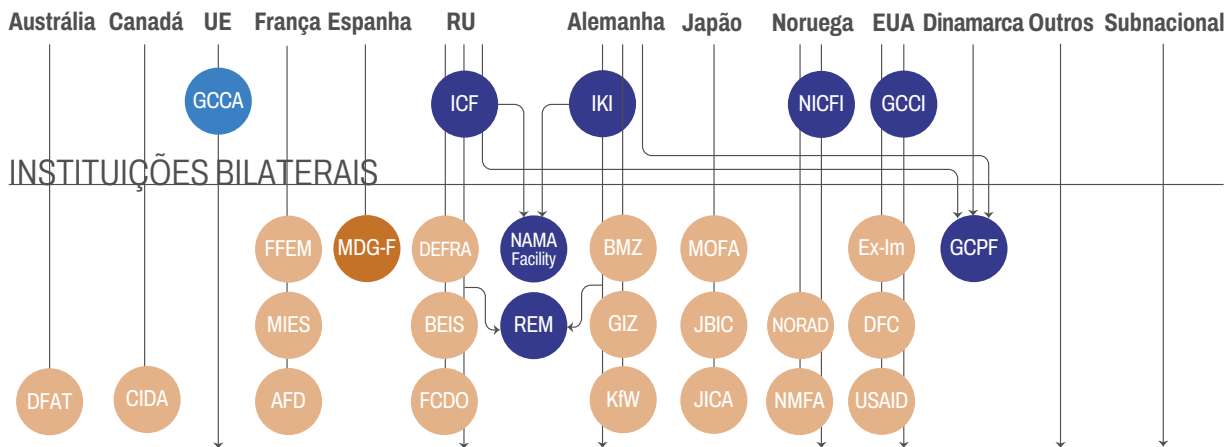 Austrália Canadá UE França Espanha RU Alemanha Japão Noruega EUA Dinamarca Outros Subnacional
GCCA ICF IKI NICFI GCCI
INSTITUIÇÕES BILATERAIS
FFEM MDG-F DEFRA NAMA Facility BMZ MOFA Ex-Im GCPF
MIES BEIS REM GIZ JBIC NORAD DFC
DFAT CIDA AFD FCDO KfW JICA NMFA USAID